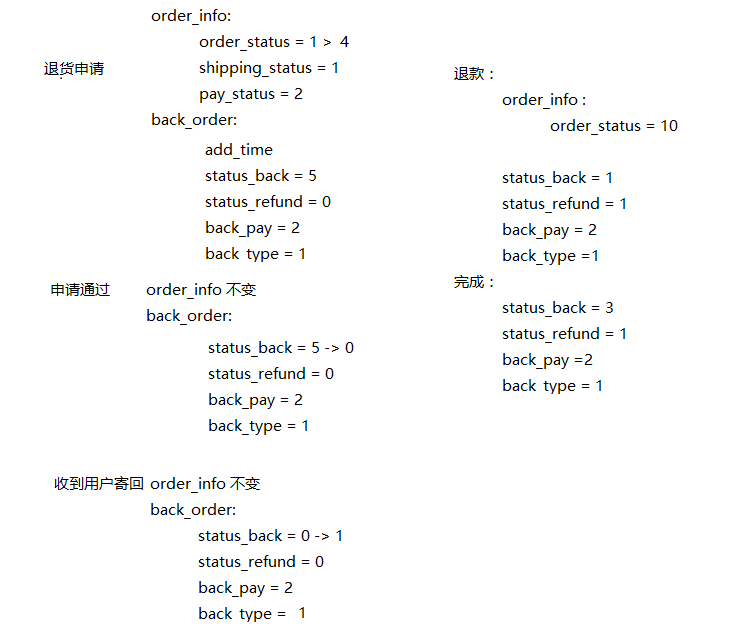 order_info:
order_status = 1 > 4
退货申请 shipping_status = 1
pay_status = 2
back_order:
add_time
status_back = 5
status_refund = 0
back_pay = 2
back_type = 1
申请通过 order_info 不变
back_order:
status_back = 5 -> 0
status_refund = 0
back_pay = 2
back_type = 1
收到用户寄回 order_info 不变
back_order:
status_back = 0 -> 1
status_refund = 0
back_pay = 2
back_type = 1
退款：
order_info :
order_status = 10
status_back = 1
status_refund = 1
back_pay = 2
back_type =1
完成：
status_back = 3
status_refund = 1
back_pay =2
back_type = 1